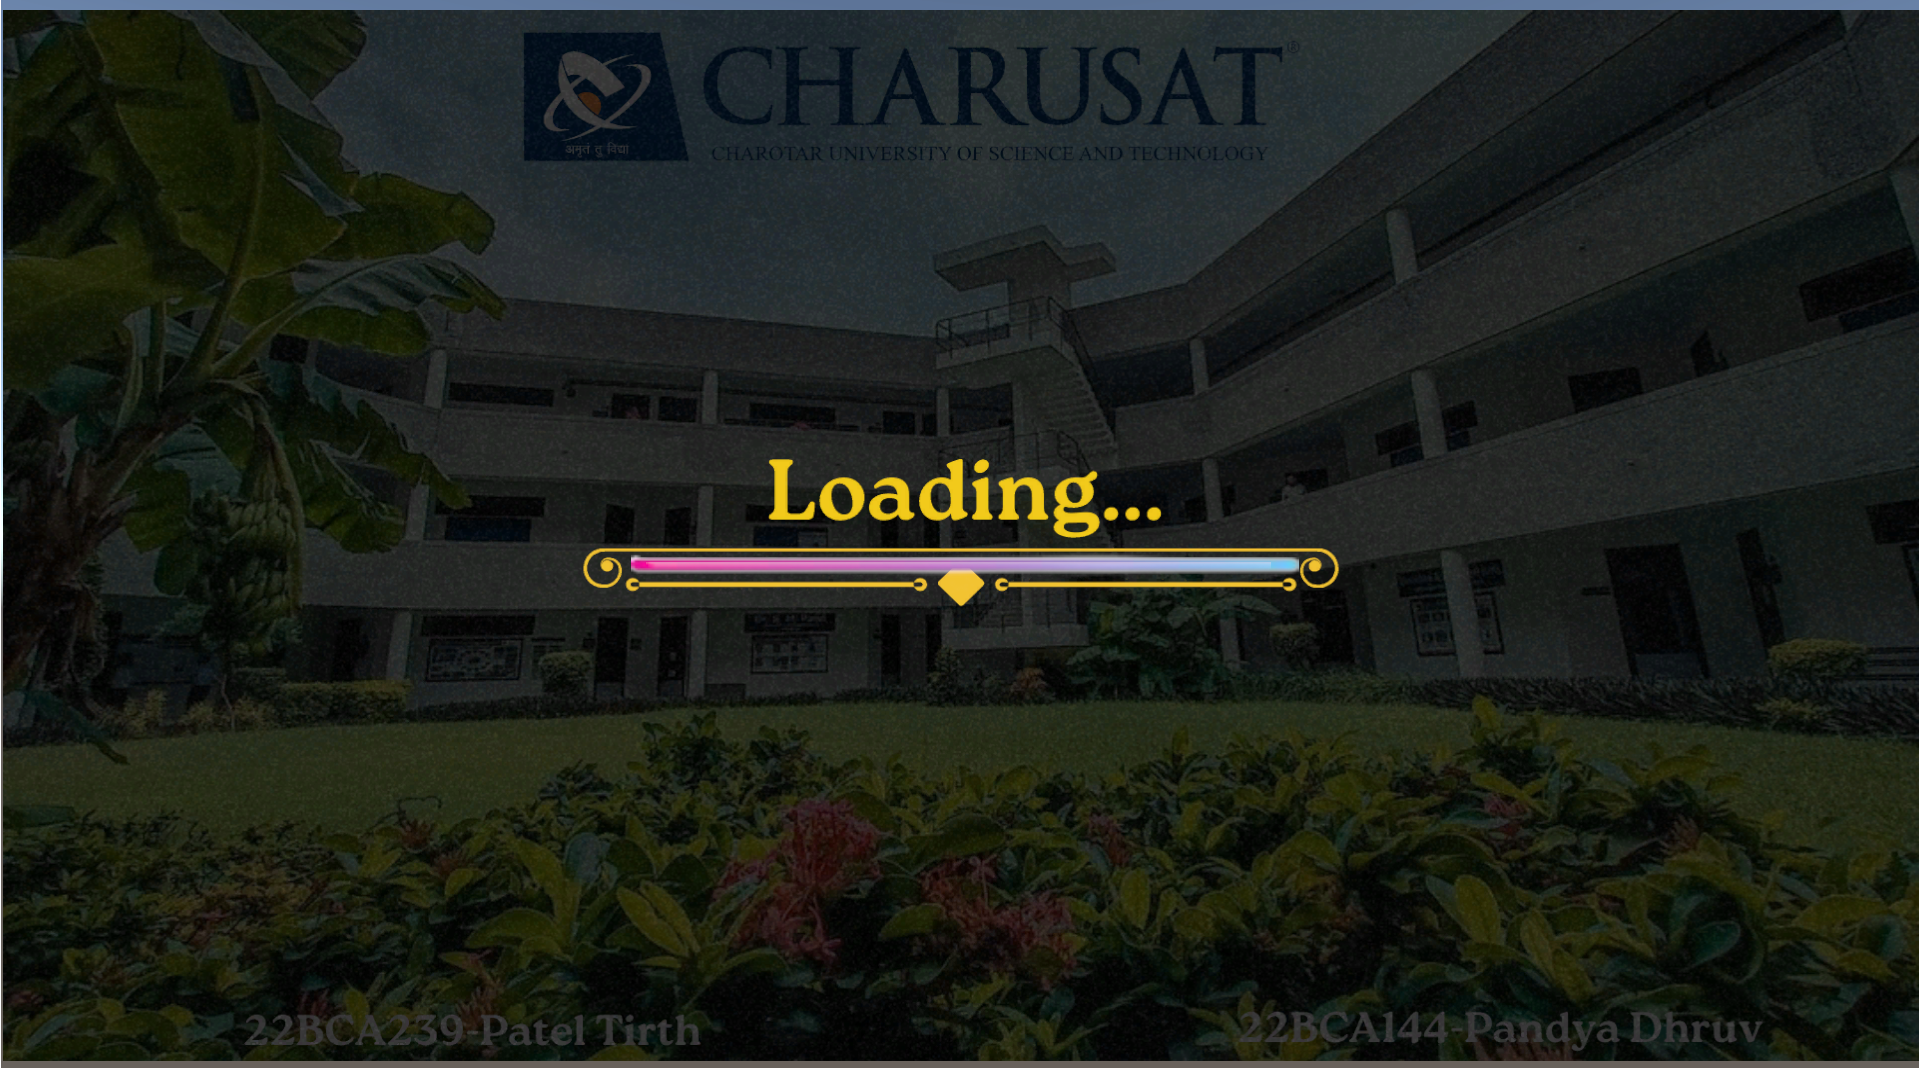 CHARUSAT®
अमृतं तु विद्या
CHAROTAR UNIVERSITY OF SCIENCE AND TECHNOLOGY
Loading...
22BCA239-Patel Tirth
22BCA144-Pandya Dhruv